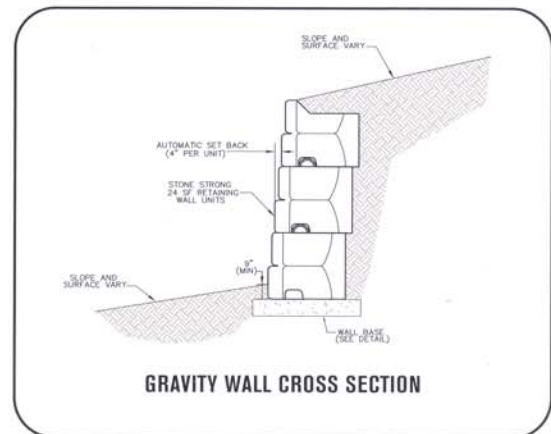 SLOPE AND
SURFACE VARY
AUTOMATIC SET BACK
(4" PER UNIT)
STONE STRONG
24 SF RETAINING
WALL UNITS
9"
(MIN)
SLOPE AND
SURFACE VARY
WALL BASE
(SEE DETAIL)
GRAVITY WALL CROSS SECTION